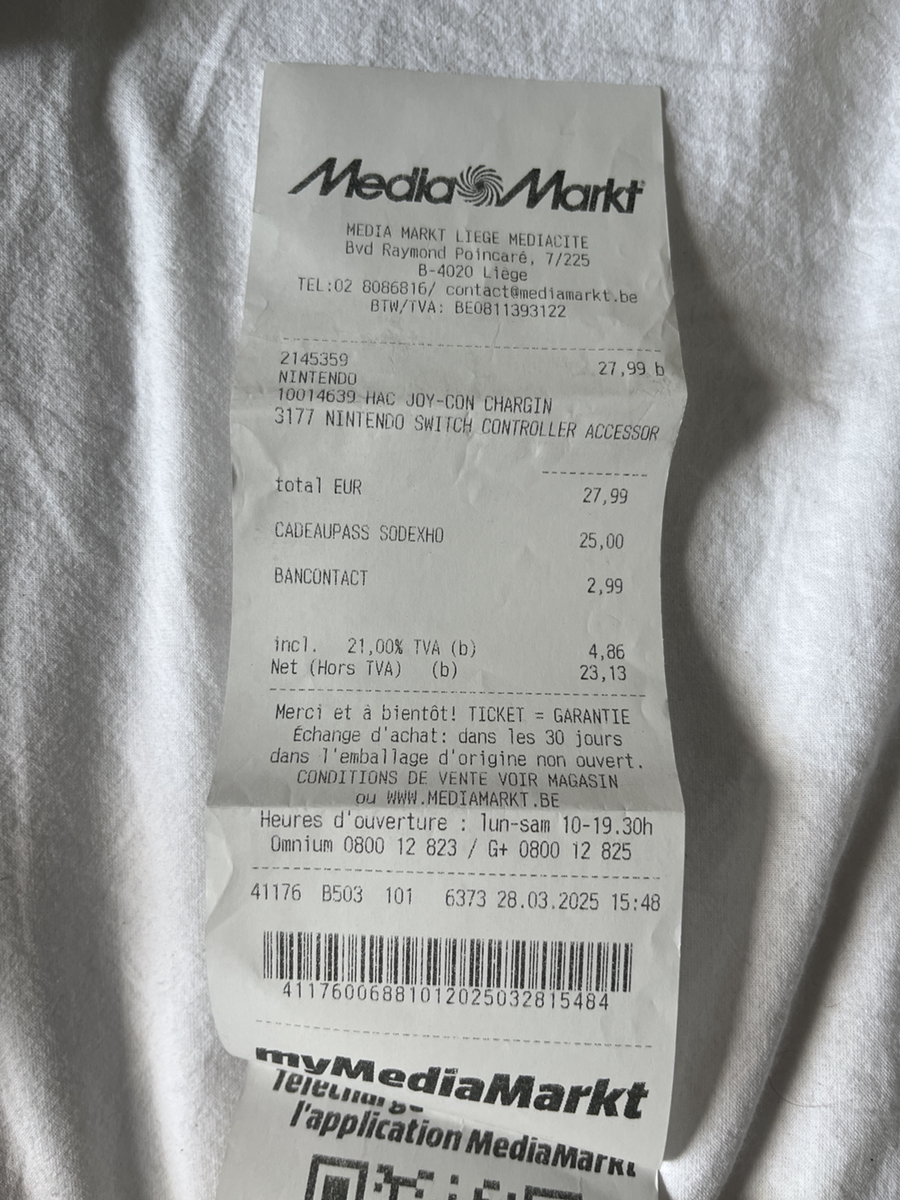 Media Markt
MEDIA MARKT LIEGE MEDIACITE
Bvd Raymond Poincaré, 7/225
B-4020 Liège
TEL:02 8086816/ contact@mediamarkt.be
BTW/TVA: BE0811393122
2145359 27,99 b
NINTENDO
10014639 HAC JOY-CON CHARGIN
3177 NINTENDO SWITCH CONTROLLER ACCESSOR
total EUR 27,99
CADEAUPASS SODEXHO 25,00
BANCONTACT 2,99
incl. 21,00% TVA (b) 4,86
Net (Hors TVA) (b) 23,13
Merci et à bientôt! TICKET = GARANTIE
Échange d'achat: dans les 30 jours
dans l'emballage d'origine non ouvert.
CONDITIONS DE VENTE VOIR MAGASIN
ou WWW.MEDIAMARKT.BE
Heures d'ouverture : lun-sam 10-19.30h
Omnium 0800 12 823 / G+ 0800 12 825
41176 B503 101 6373 28.03.2025 15:48
41176006881012025032815484
myMediaMarkt
l'application MediaMarkt